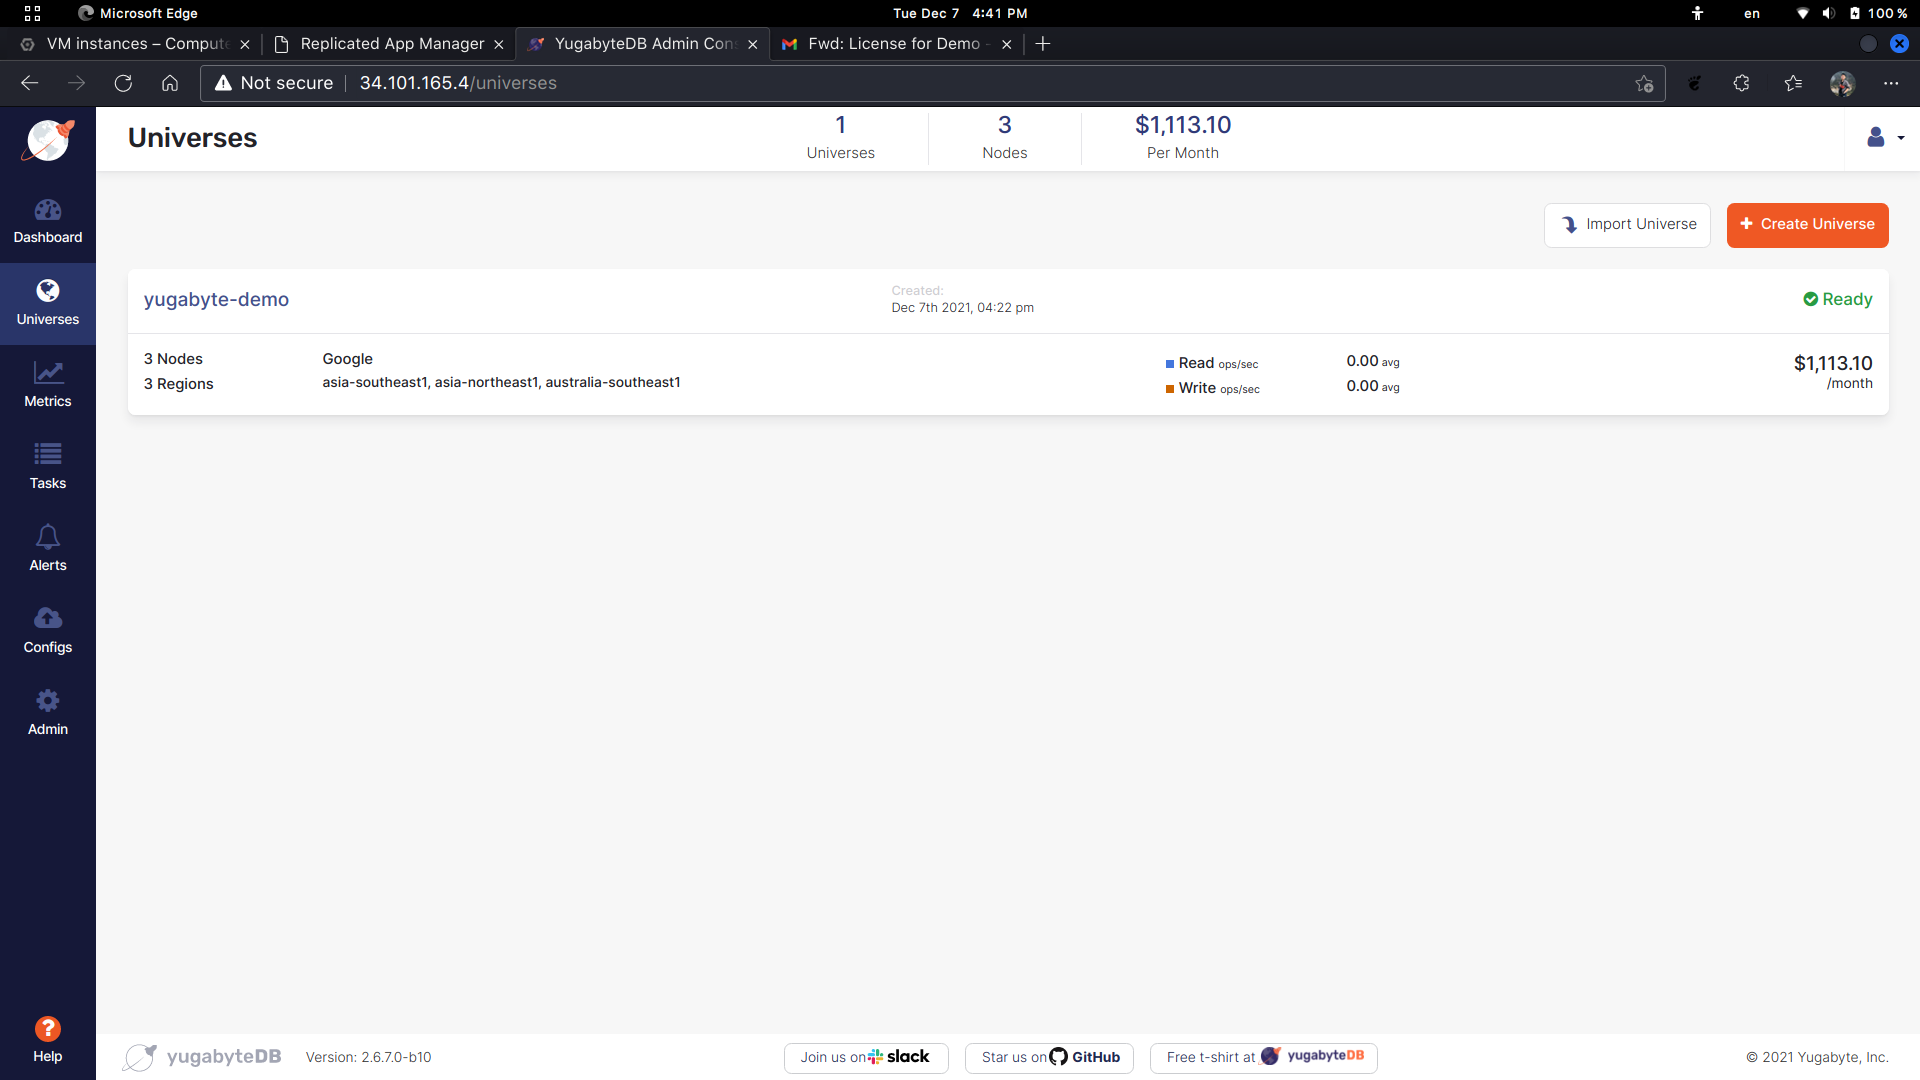 Microsoft Edge
Tue Dec 7 4:41 PM
en
100 %
VM instances – Compute
Replicated App Manager
YugabyteDB Admin Cons
Fwd: License for Demo -
Not secure
34.101.165.4/universes
Universes
1
Universes
3
Nodes
$1,113.10
Per Month
Dashboard
Universes
Metrics
Tasks
Alerts
Configs
Admin
Help
Import Universe
+ Create Universe
yugabyte-demo
Created:
Dec 7th 2021, 04:22 pm
Ready
3 Nodes
3 Regions
Google
asia-southeast1, asia-northeast1, australia-southeast1
Read ops/sec
0.00 avg
Write ops/sec
0.00 avg
$1,113.10
/month
yugabyteDB
Version: 2.6.7.0-b10
Join us on slack
Star us on GitHub
Free t-shirt at yugabyteDB
© 2021 Yugabyte, Inc.